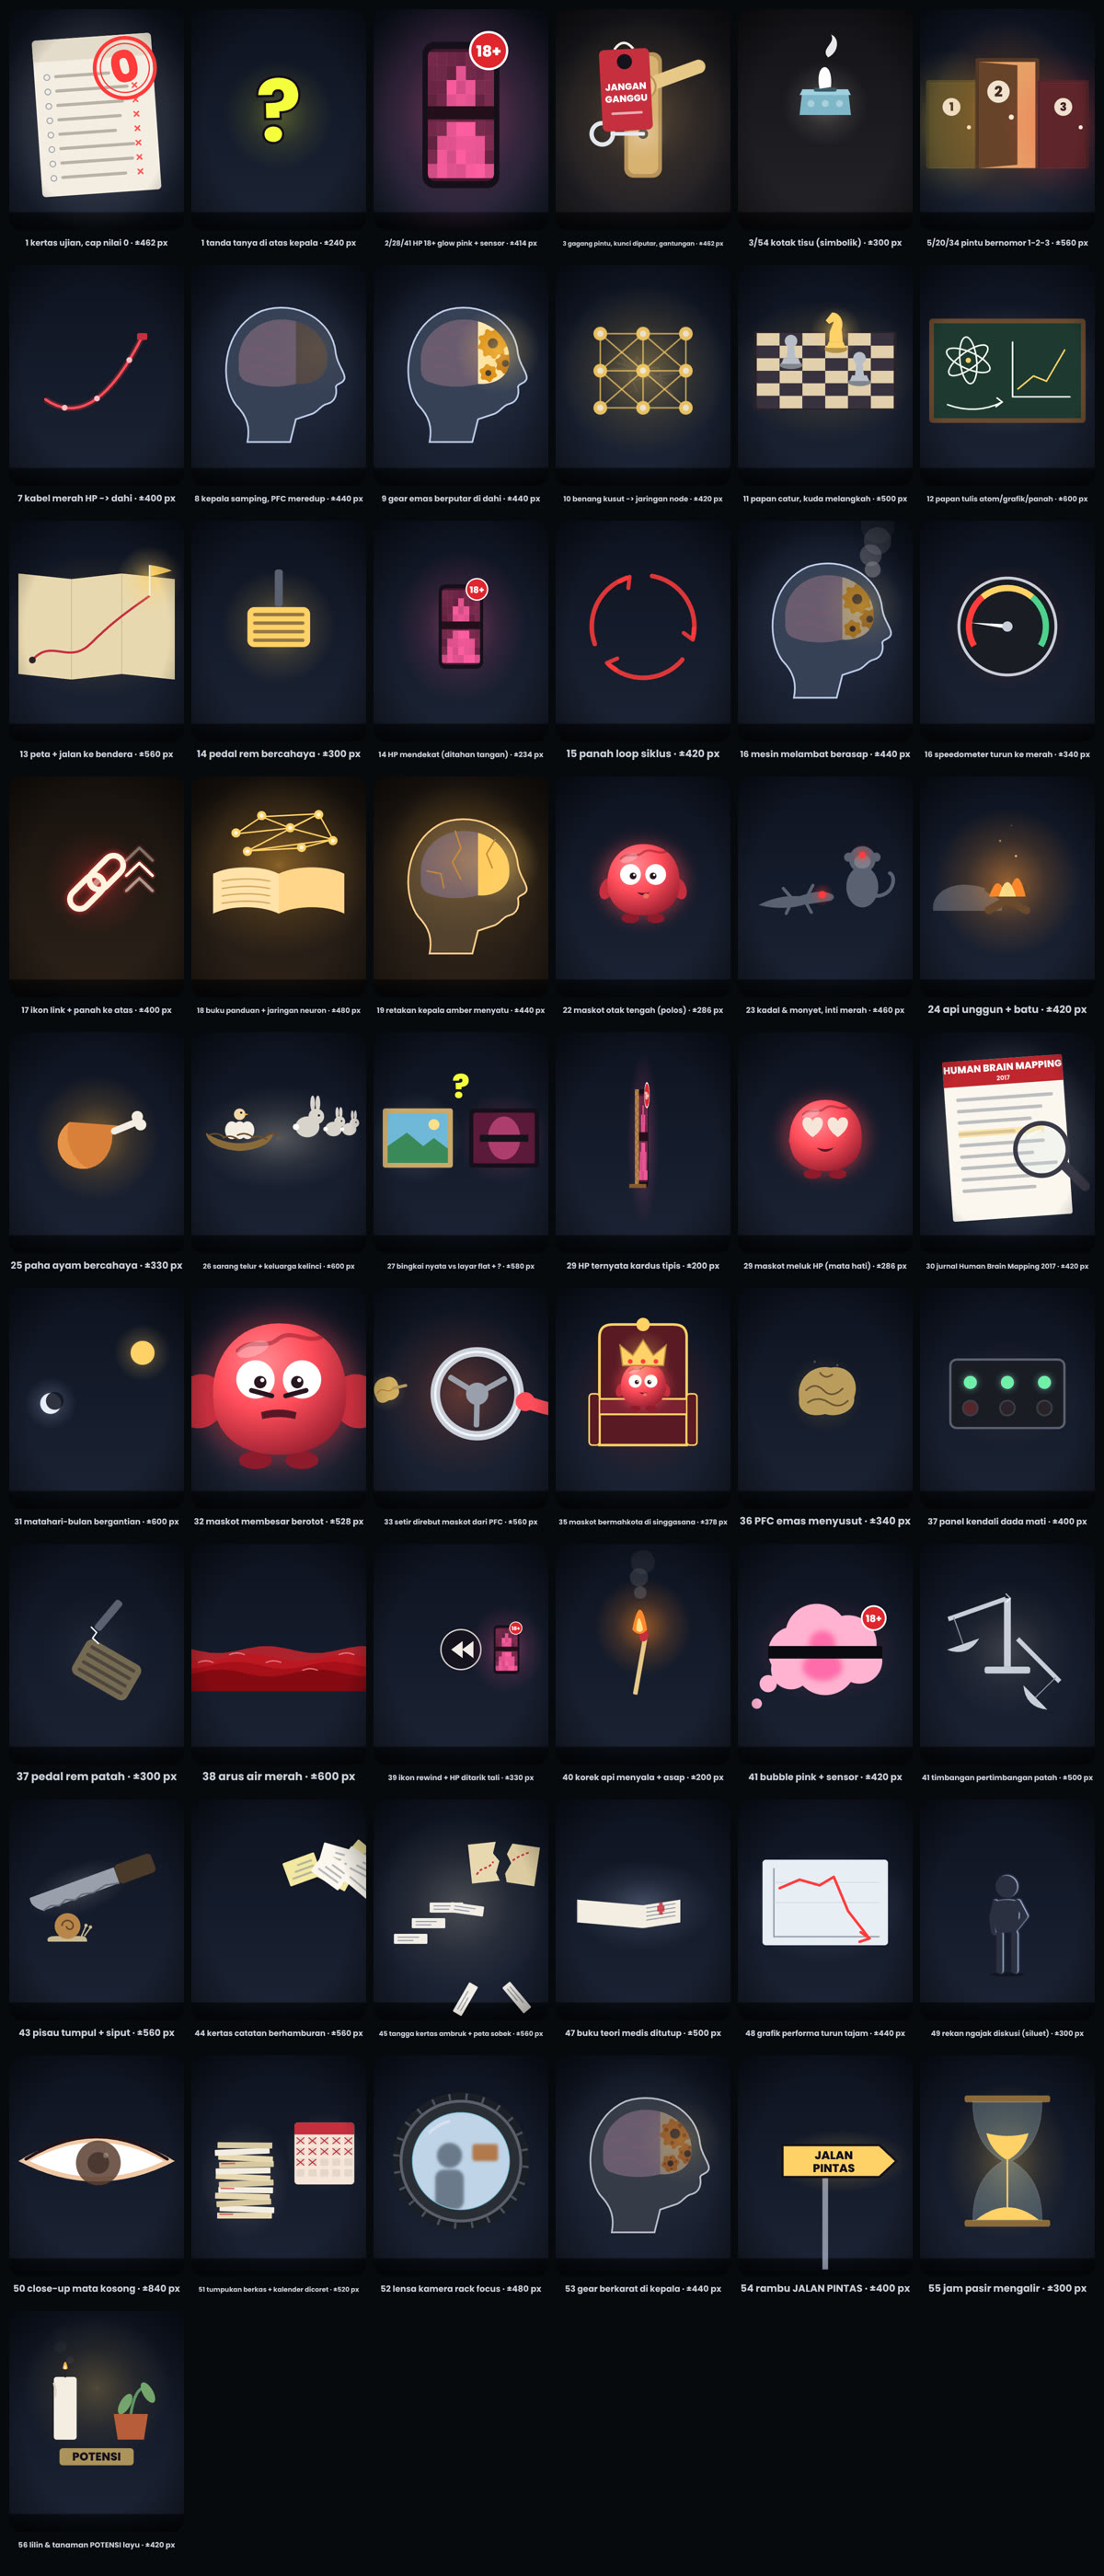 0
18+
JANGAN
GANGGU
1
2
3
1 kertas ujian, cap nilai 0 · ±462 px
1 tanda tanya di atas kepala · ±240 px
2/28/41 HP 18+ glow pink + sensor · ±414 px
3 gagang pintu, kunci diputar, gantungan · ±462 px
3/54 kotak tisu (simbolik) · ±300 px
5/20/34 pintu bernomor 1-2-3 · ±560 px
7 kabel merah HP -> dahi · ±400 px
8 kepala samping, PFC meredup · ±440 px
9 gear emas berputar di dahi · ±440 px
10 benang kusut -> jaringan node · ±420 px
11 papan catur, kuda melangkah · ±500 px
12 papan tulis atom/grafik/panah · ±600 px
18+
13 peta + jalan ke bendera · ±560 px
14 pedal rem bercahaya · ±300 px
14 HP mendekat (ditahan tangan) · ±234 px
15 panah loop siklus · ±420 px
16 mesin melambat berasap · ±440 px
16 speedometer turun ke merah · ±340 px
17 ikon link + panah ke atas · ±400 px
18 buku panduan + jaringan neuron · ±480 px
19 retakan kepala amber menyatu · ±440 px
22 maskot otak tengah (polos) · ±286 px
23 kadal & monyet, inti merah · ±460 px
24 api unggun + batu · ±420 px
?
HUMAN BRAIN MAPPING
2017
25 paha ayam bercahaya · ±330 px
26 sarang telur + keluarga kelinci · ±600 px
27 bingkai nyata vs layar flat + ? · ±580 px
29 HP ternyata kardus tipis · ±200 px
29 maskot meluk HP (mata hati) · ±286 px
30 jurnal Human Brain Mapping 2017 · ±420 px
31 matahari-bulan bergantian · ±600 px
32 maskot membesar berotot · ±528 px
33 setir direbut maskot dari PFC · ±560 px
35 maskot bermahkota di singgasana · ±378 px
36 PFC emas menyusut · ±340 px
37 panel kendali dada mati · ±400 px
18+
18+
37 pedal rem patah · ±300 px
38 arus air merah · ±600 px
39 ikon rewind + HP ditarik tali · ±330 px
40 korek api menyala + asap · ±200 px
41 bubble pink + sensor · ±420 px
41 timbangan pertimbangan patah · ±500 px
43 pisau tumpul + siput · ±560 px
44 kertas catatan berhamburan · ±560 px
45 tangga kertas ambruk + peta sobek · ±560 px
47 buku teori medis ditutup · ±500 px
48 grafik performa turun tajam · ±440 px
49 rekan ngajak diskusi (siluet) · ±300 px
JALAN
PINTAS
50 close-up mata kosong · ±840 px
51 tumpukan berkas + kalender dicoret · ±520 px
52 lensa kamera rack focus · ±480 px
53 gear berkarat di kepala · ±440 px
54 rambu JALAN PINTAS · ±400 px
55 jam pasir mengalir · ±300 px
POTENSI
56 lilin & tanaman POTENSI layu · ±420 px